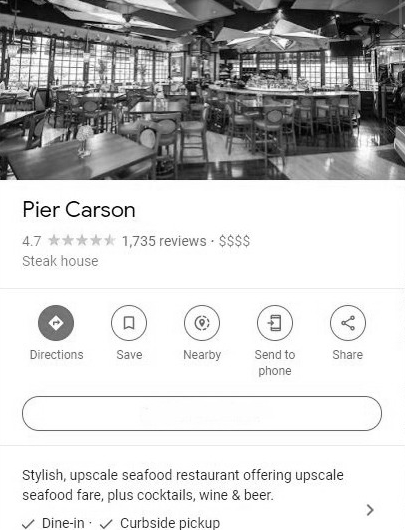 Pier Carson
4.7 ★★★★★ 1,735 reviews · $$$$
Steak house
Directions
Save
Nearby
Send to
phone
Share
Stylish, upscale seafood restaurant offering upscale
seafood fare, plus cocktails, wine & beer.
✓ Dine-in · ✓ Curbside pickup